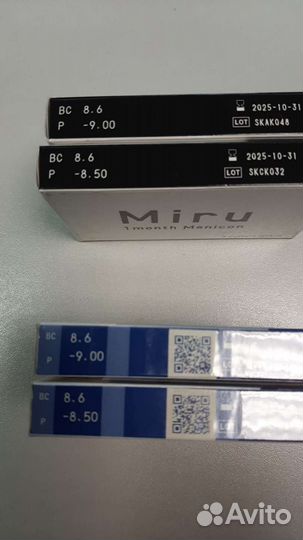 BC 8.6 2025-10-31
P -9.00 LOT SKAK048
BC 8.6 2025-10-31
P -8.50 LOT SKCK032
Miru
1month Menicon
BC 8.6
P -9.00
BC 8.6
P -8.50
Avito